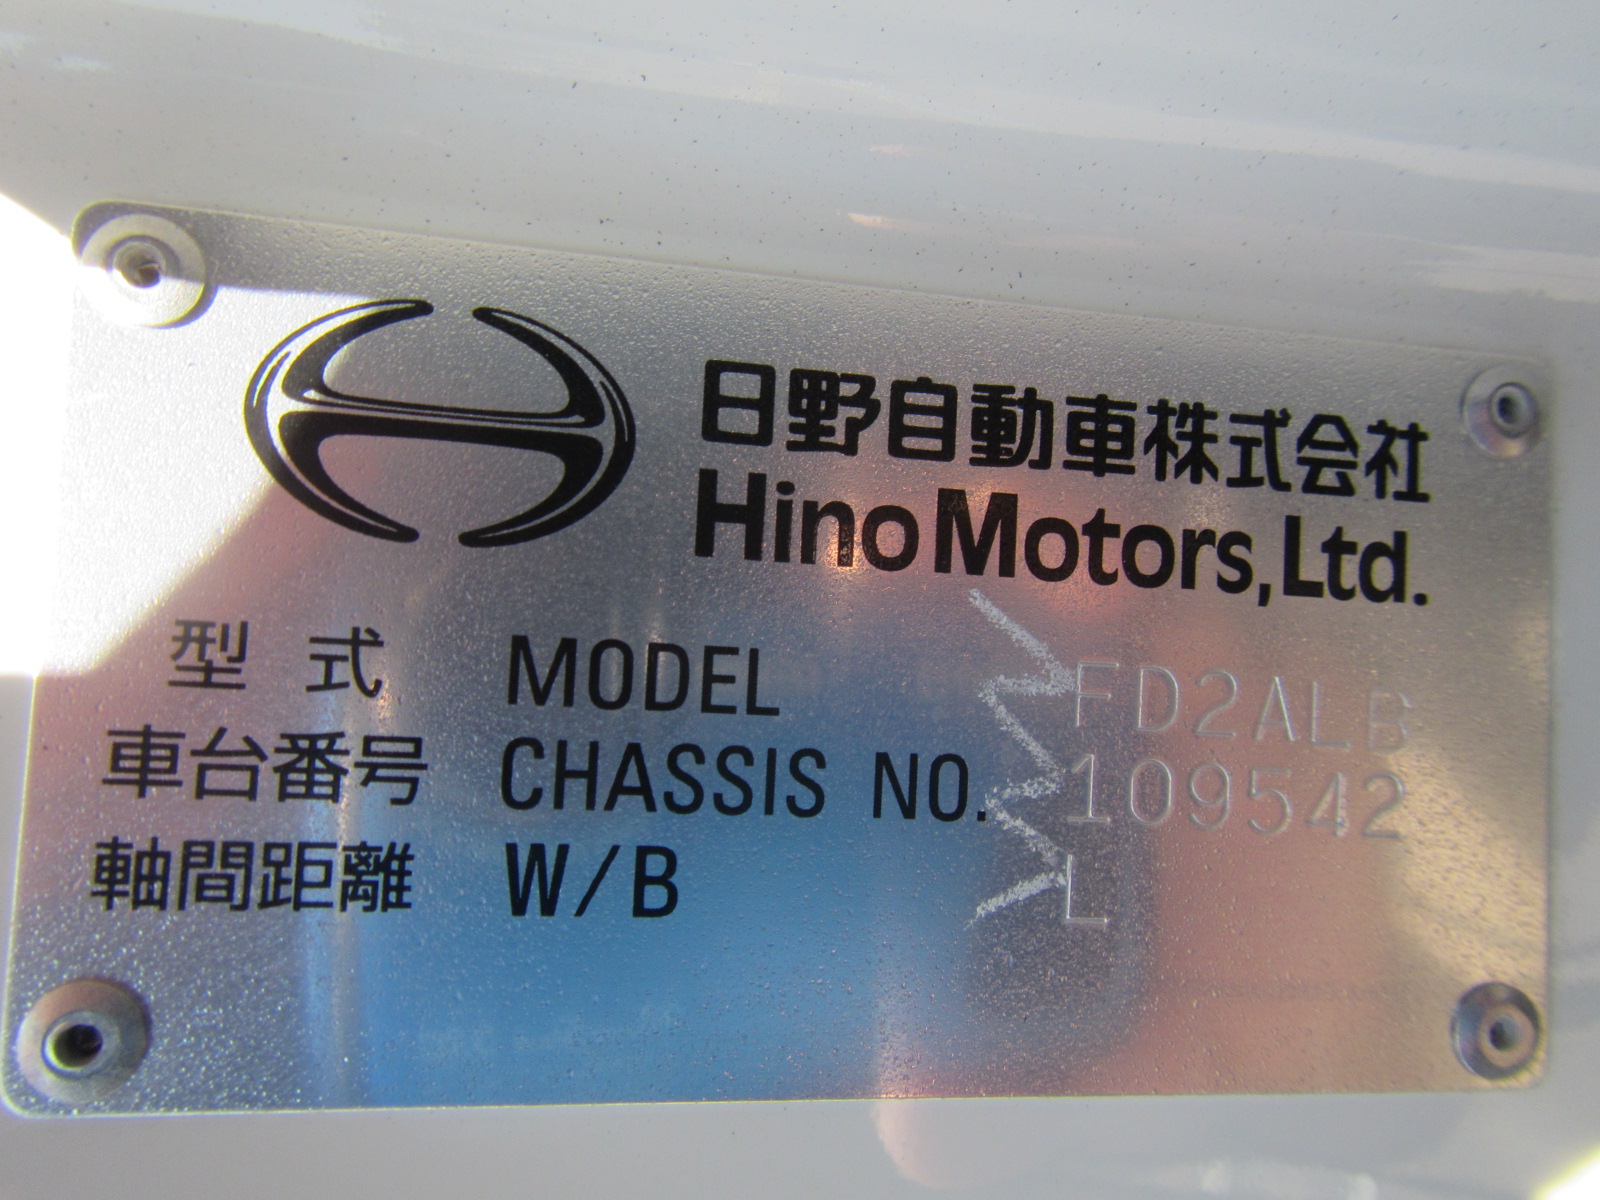 日野自動車株式会社
Hino Motors, Ltd.
型式 MODEL FD2ALB
車台番号 CHASSIS NO. 109542
軸間距離 W/B L